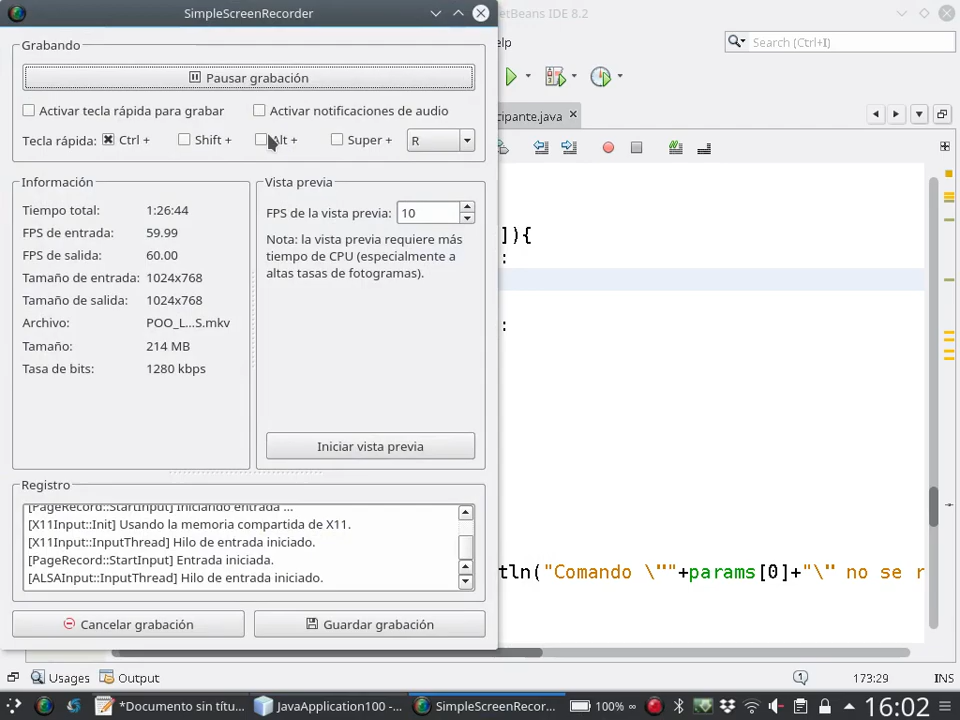 SimpleScreenRecorder
etBeans IDE 8.2
Grabando
elp
Search (Ctrl+I)
Pausar grabación
Activar tecla rápida para grabar
Activar notificaciones de audio
cipante.java
Tecla rápida:
Ctrl +
Shift +
Alt +
Super +
R
Información
Vista previa
Tiempo total: 1:26:44
FPS de entrada: 59.99
FPS de salida: 60.00
Tamaño de entrada: 1024x768
Tamaño de salida: 1024x768
Archivo: POO_L...S.mkv
Tamaño: 214 MB
Tasa de bits: 1280 kbps
FPS de la vista previa: 10
Nota: la vista previa requiere más
tiempo de CPU (especialmente a
altas tasas de fotogramas).
]){
:
:
Iniciar vista previa
Registro
[PageRecord::StartInput] Iniciando entrada ...
[X11Input::Init] Usando la memoria compartida de X11.
[X11Input::InputThread] Hilo de entrada iniciado.
[PageRecord::StartInput] Entrada iniciada.
[ALSAInput::InputThread] Hilo de entrada iniciado.
tln("Comando \""+params[0]+"\" no se r
Cancelar grabación
Guardar grabación
Usages
Output
1
173:29
INS
*Documento sin títu...
JavaApplication100 -...
SimpleScreenRecor...
100%
16:02